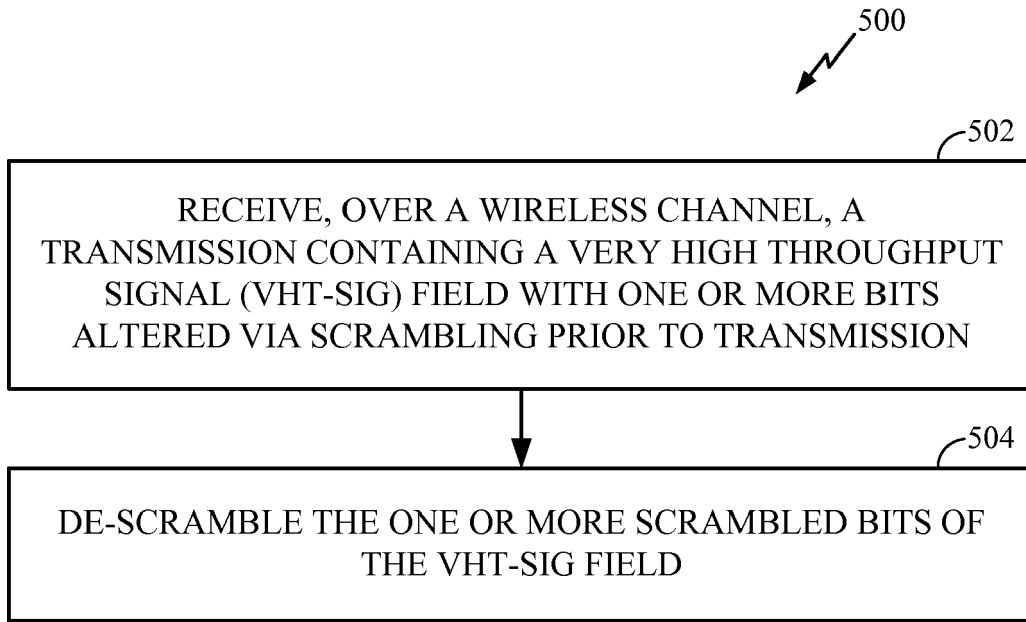 500
502
RECEIVE, OVER A WIRELESS CHANNEL, A
TRANSMISSION CONTAINING A VERY HIGH THROUGHPUT
SIGNAL (VHT-SIG) FIELD WITH ONE OR MORE BITS
ALTERED VIA SCRAMBLING PRIOR TO TRANSMISSION
504
DE-SCRAMBLE THE ONE OR MORE SCRAMBLED BITS OF
THE VHT-SIG FIELD